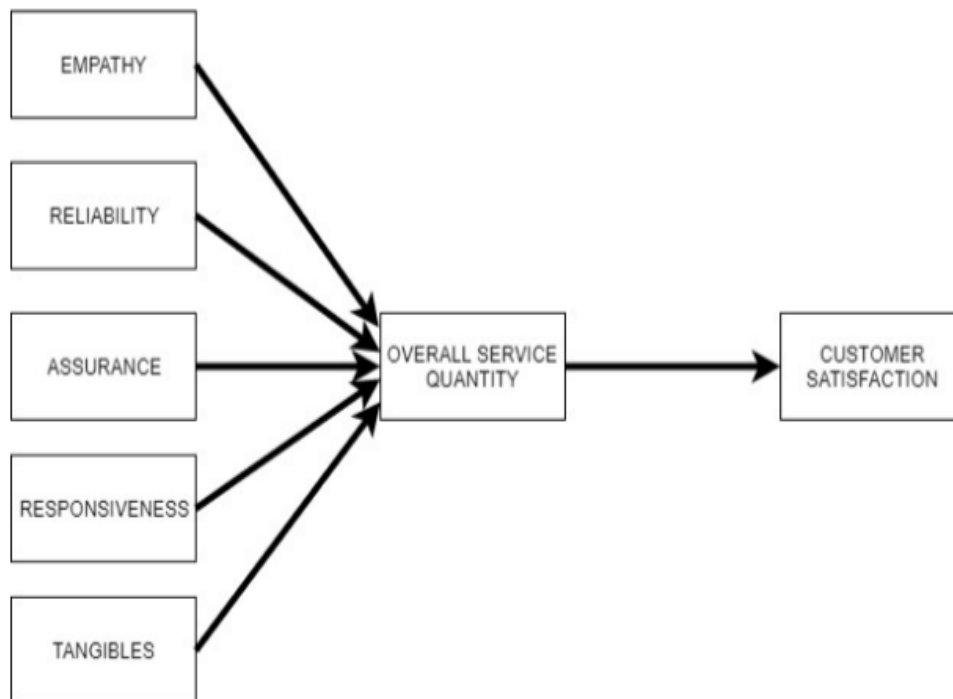 EMPATHY
RELIABILITY
ASSURANCE
RESPONSIVENESS
TANGIBLES
OVERALL SERVICE
QUANTITY
CUSTOMER
SATISFACTION